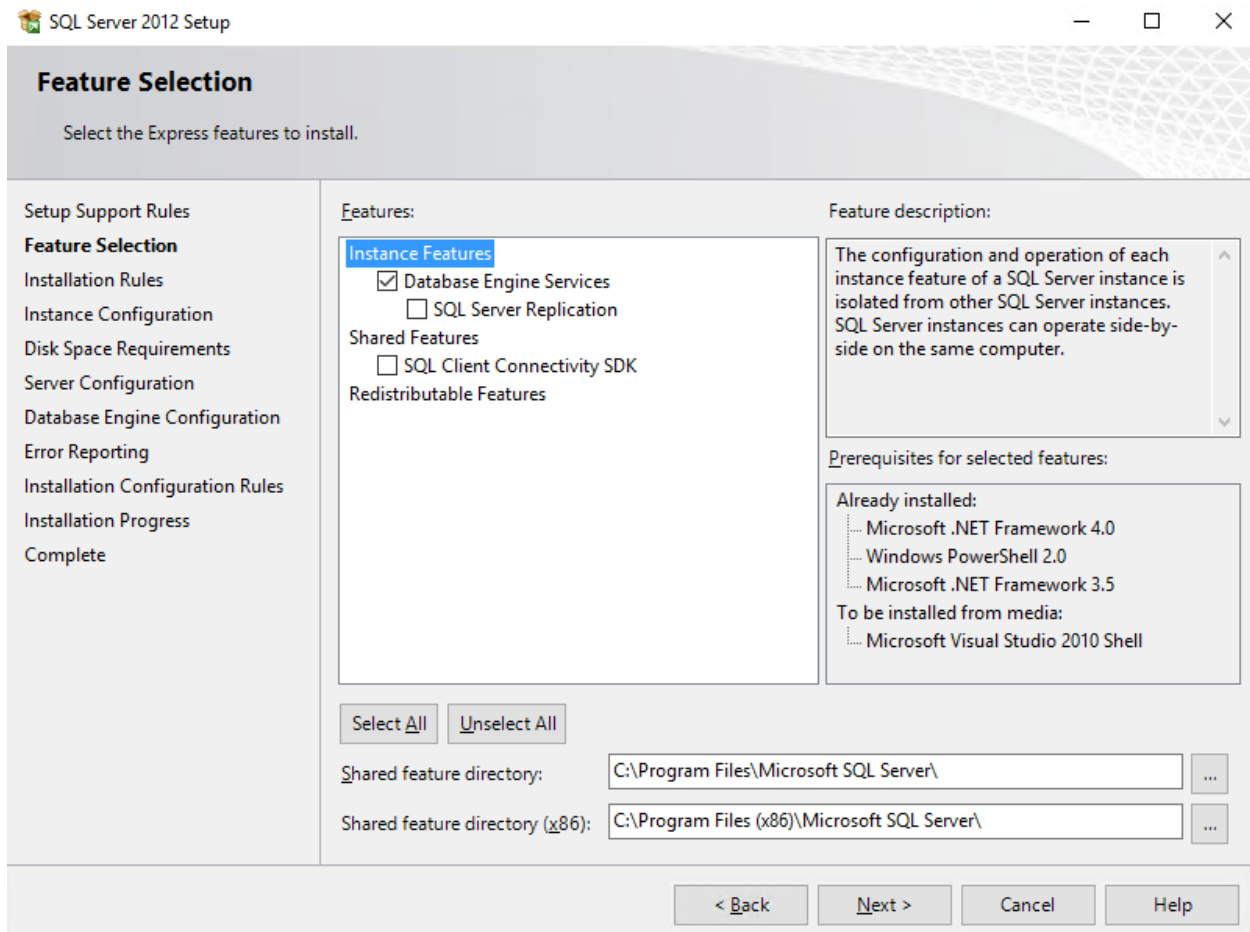 SQL Server 2012 Setup
Feature Selection
Select the Express features to install.
Setup Support Rules
Feature Selection
Installation Rules
Instance Configuration
Disk Space Requirements
Server Configuration
Database Engine Configuration
Error Reporting
Installation Configuration Rules
Installation Progress
Complete
Features:
Instance Features
Database Engine Services
SQL Server Replication
Shared Features
SQL Client Connectivity SDK
Redistributable Features
Feature description:
The configuration and operation of each
instance feature of a SQL Server instance is
isolated from other SQL Server instances.
SQL Server instances can operate side-by-
side on the same computer.
Prerequisites for selected features:
Already installed:
Microsoft .NET Framework 4.0
Windows PowerShell 2.0
Microsoft .NET Framework 3.5
To be installed from media:
Microsoft Visual Studio 2010 Shell
Select All
Unselect All
Shared feature directory:
C:\Program Files\Microsoft SQL Server\
...
Shared feature directory (x86):
C:\Program Files (x86)\Microsoft SQL Server\
...
< Back
Next >
Cancel
Help